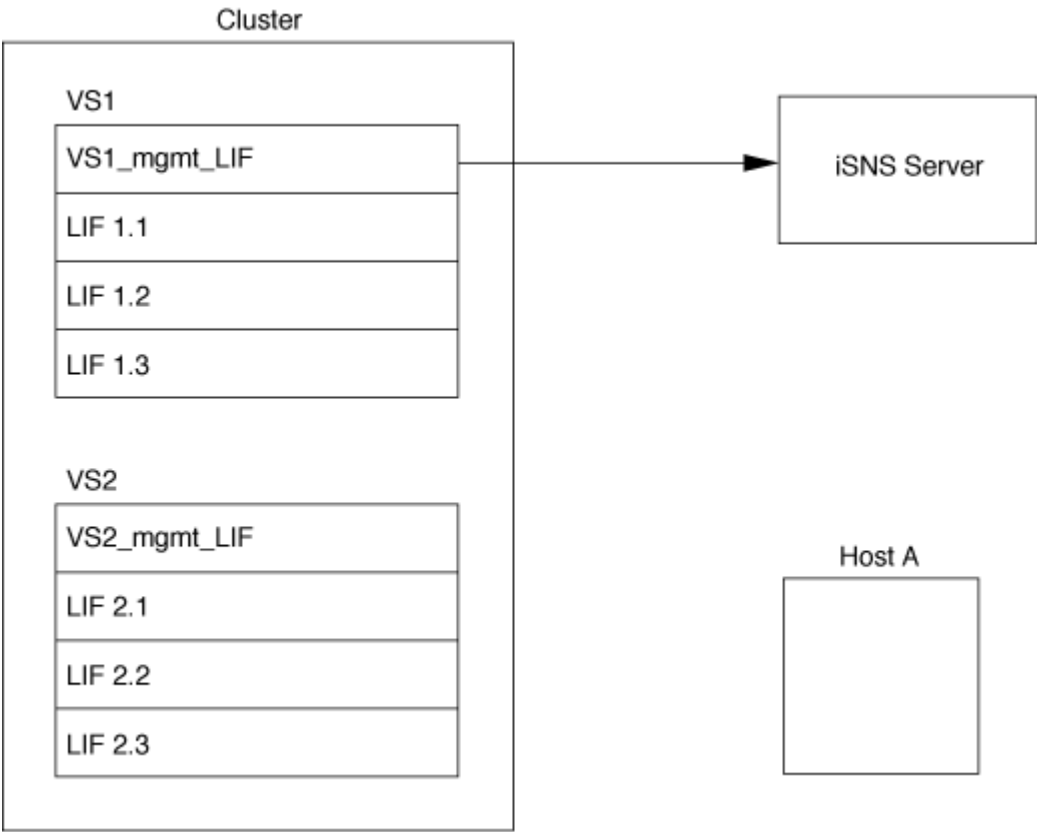 Cluster
VS1
VS1_mgmt_LIF
iSNS Server
LIF 1.1
LIF 1.2
LIF 1.3
VS2
VS2_mgmt_LIF
Host A
LIF 2.1
LIF 2.2
LIF 2.3